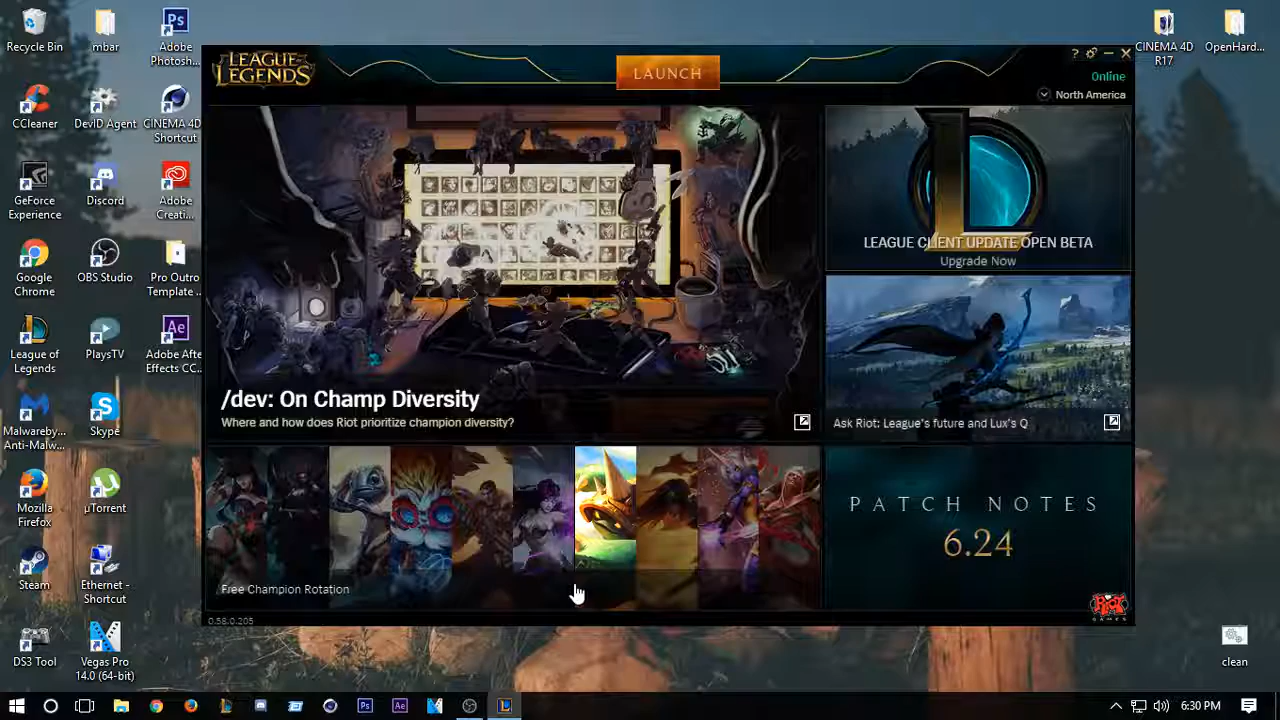 Recycle Bin
mbar
Adobe
Photosh...
CCleaner
DevID Agent
CINEMA 4D
Shortcut
GeForce
Experience
Discord
Adobe
Creati...
Google
Chrome
OBS Studio
Pro Outro
Template ..
League of
Legends
PlaysTV
Adobe After
Effects CC...
Malwareby...
Anti-Malw...
Skype
Mozilla
Firefox
µTorrent
Steam
Ethernet -
Shortcut
DS3 Tool
Vegas Pro
14.0 (64-bit)
CINEMA 4D
R17
OpenHard...
clean
LEAGUE OF
LEGENDS
LAUNCH
?
Online
North America
/dev: On Champ Diversity
Where and how does Riot prioritize champion diversity?
LEAGUE CLIENT UPDATE OPEN BETA
Upgrade Now
Ask Riot: League's future and Lux's Q
Free Champion Rotation
PATCH NOTES
6.24
RIOT
GAMES
0.58.0.205
6:30 PM